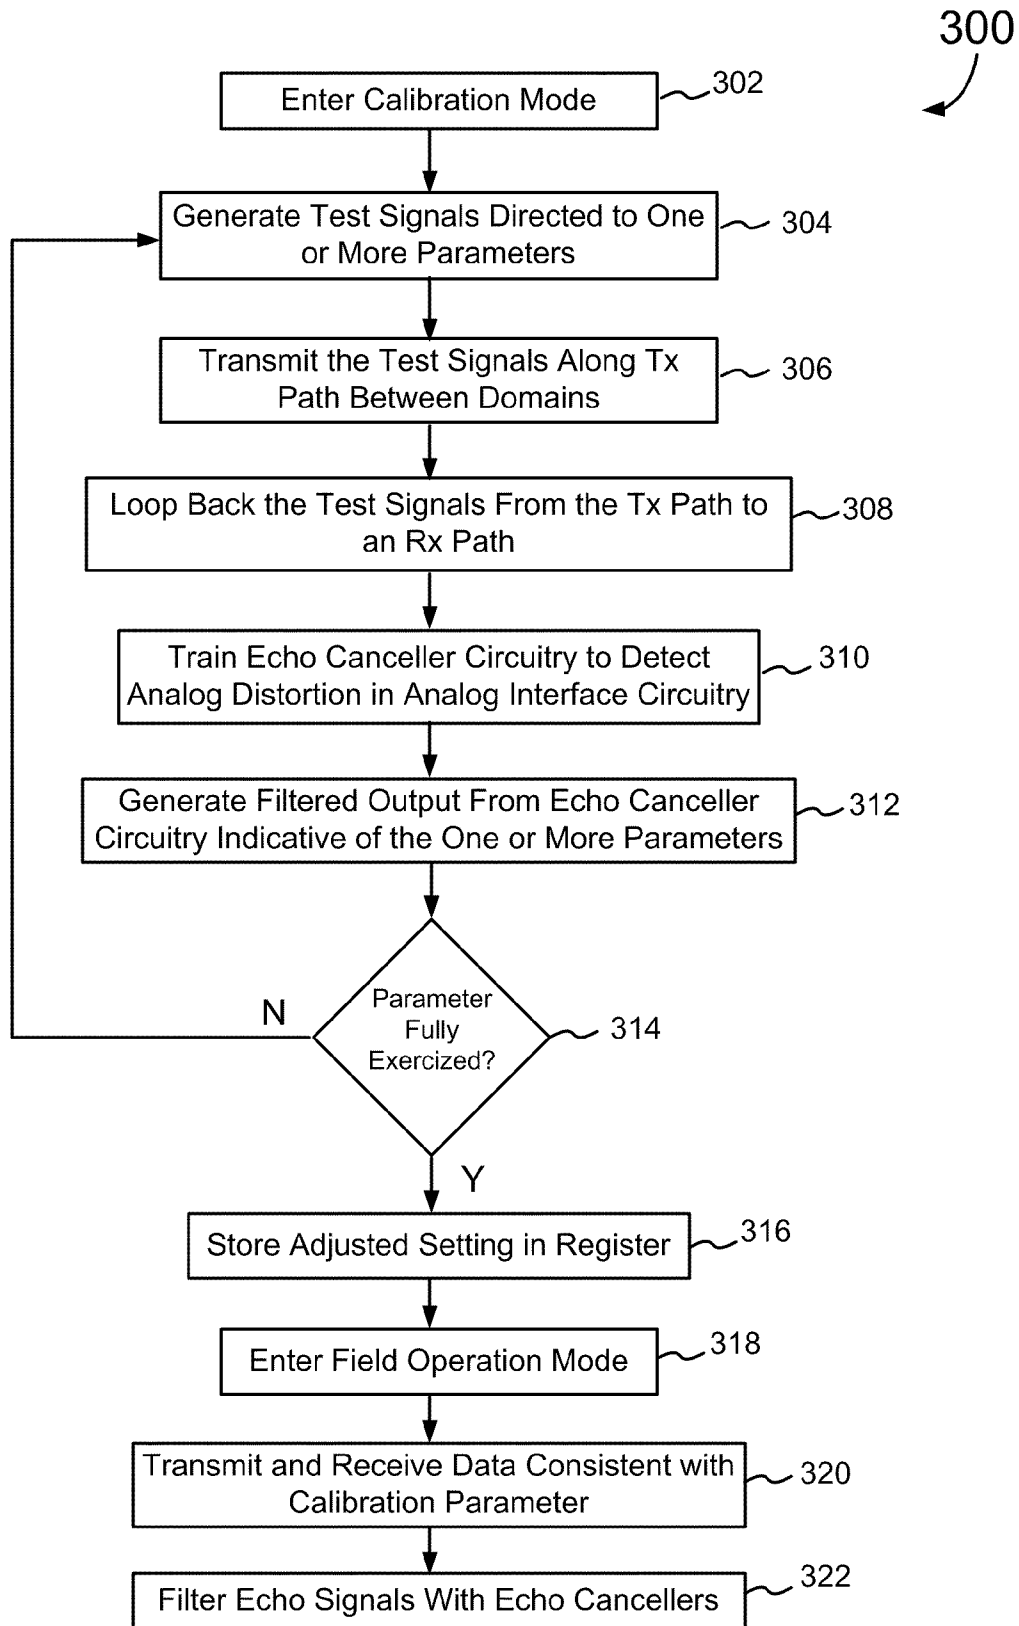 300
Enter Calibration Mode
302
Generate Test Signals Directed to One
or More Parameters
304
Transmit the Test Signals Along Tx
Path Between Domains
306
Loop Back the Test Signals From the Tx Path to
an Rx Path
308
Train Echo Canceller Circuitry to Detect
Analog Distortion in Analog Interface Circuitry
310
Generate Filtered Output From Echo Canceller
Circuitry Indicative of the One or More Parameters
312
Parameter
Fully
Exercized?
314
N
Y
Store Adjusted Setting in Register
316
Enter Field Operation Mode
318
Transmit and Receive Data Consistent with
Calibration Parameter
320
Filter Echo Signals With Echo Cancellers
322